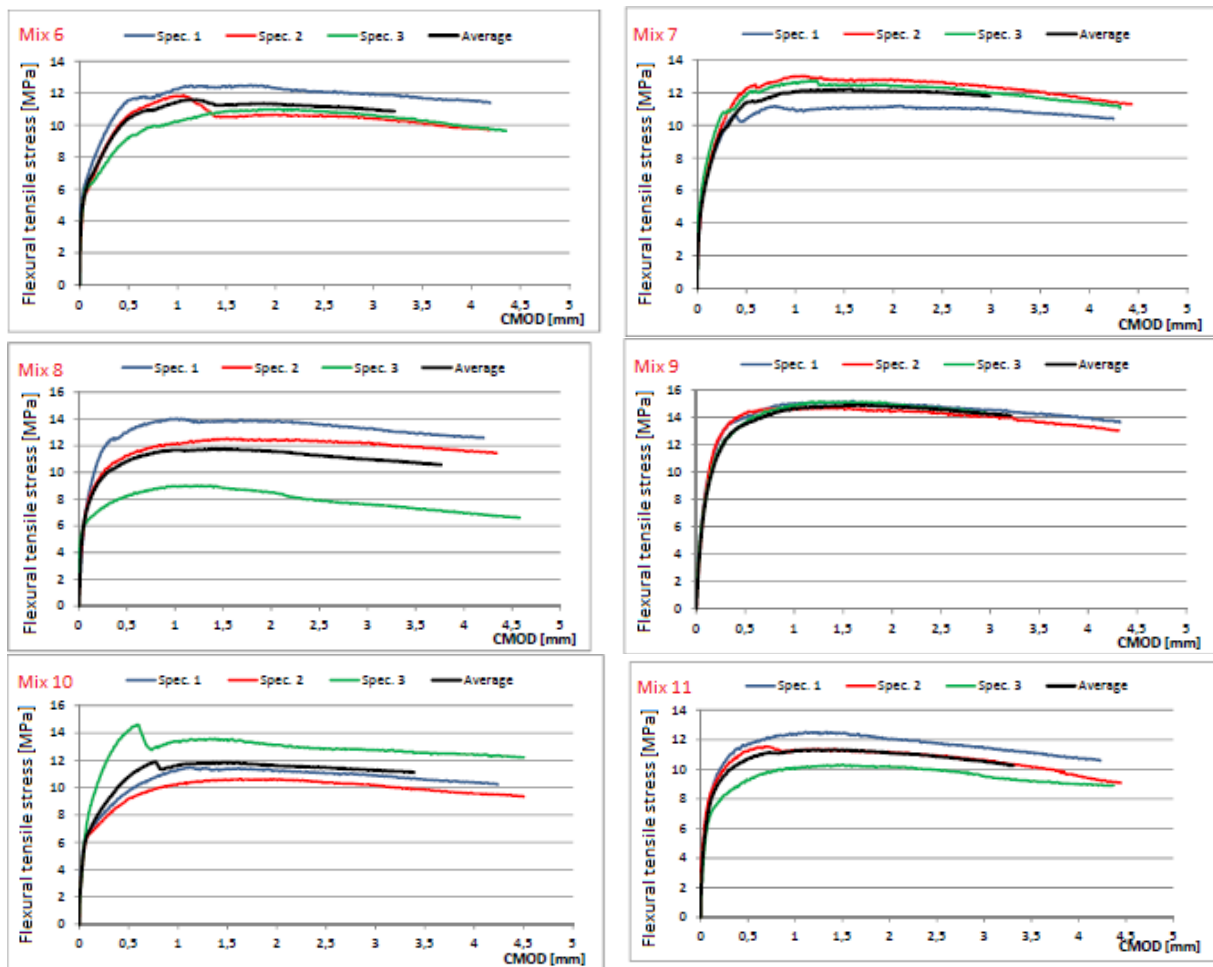 Mix 6
Spec. 1 Spec. 2 Spec. 3 Average
Flexural tensile stress [MPa]
14
12
10
8
6
4
2
0
0 0,5 1 1,5 2 2,5 3 3,5 4 4,5 5
CMOD [mm]
Mix 7
Spec. 1 Spec. 2 Spec. 3 Average
Flexural tensile stress [MPa]
14
12
10
8
6
4
2
0
0 0,5 1 1,5 2 2,5 3 3,5 4 4,5 5
CMOD [mm]
Mix 8
Spec. 1 Spec. 2 Spec. 3 Average
Flexural tensile stress [MPa]
16
14
12
10
8
6
4
2
0
0 0,5 1 1,5 2 2,5 3 3,5 4 4,5 5
CMOD [mm]
Mix 9
Spec. 1 Spec. 2 Spec. 3 Average
Flexural tensile stress [MPa]
16
14
12
10
8
6
4
2
0
0 0,5 1 1,5 2 2,5 3 3,5 4 4,5 5
CMOD [mm]
Mix 10
Spec. 1 Spec. 2 Spec. 3 Average
Flexural tensile stress [MPa]
16
14
12
10
8
6
4
2
0
0 0,5 1 1,5 2 2,5 3 3,5 4 4,5 5
CMOD [mm]
Mix 11
Spec. 1 Spec. 2 Spec. 3 Average
Flexural tensile stress [MPa]
14
12
10
8
6
4
2
0
0 0,5 1 1,5 2 2,5 3 3,5 4 4,5 5
CMOD [mm]